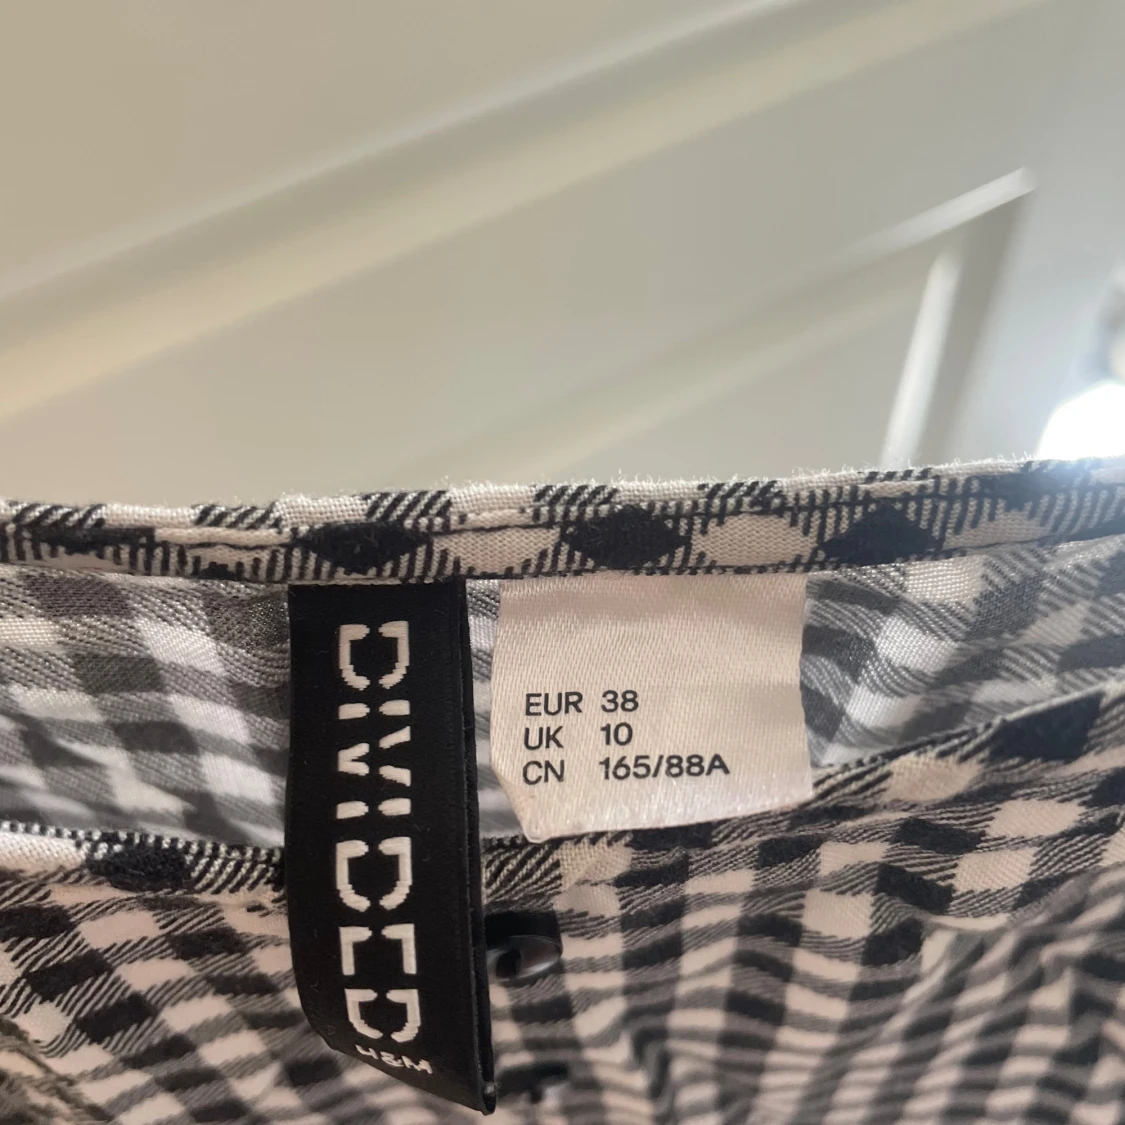 DIVIDED
H&M
EUR 38
UK 10
CN 165/88A